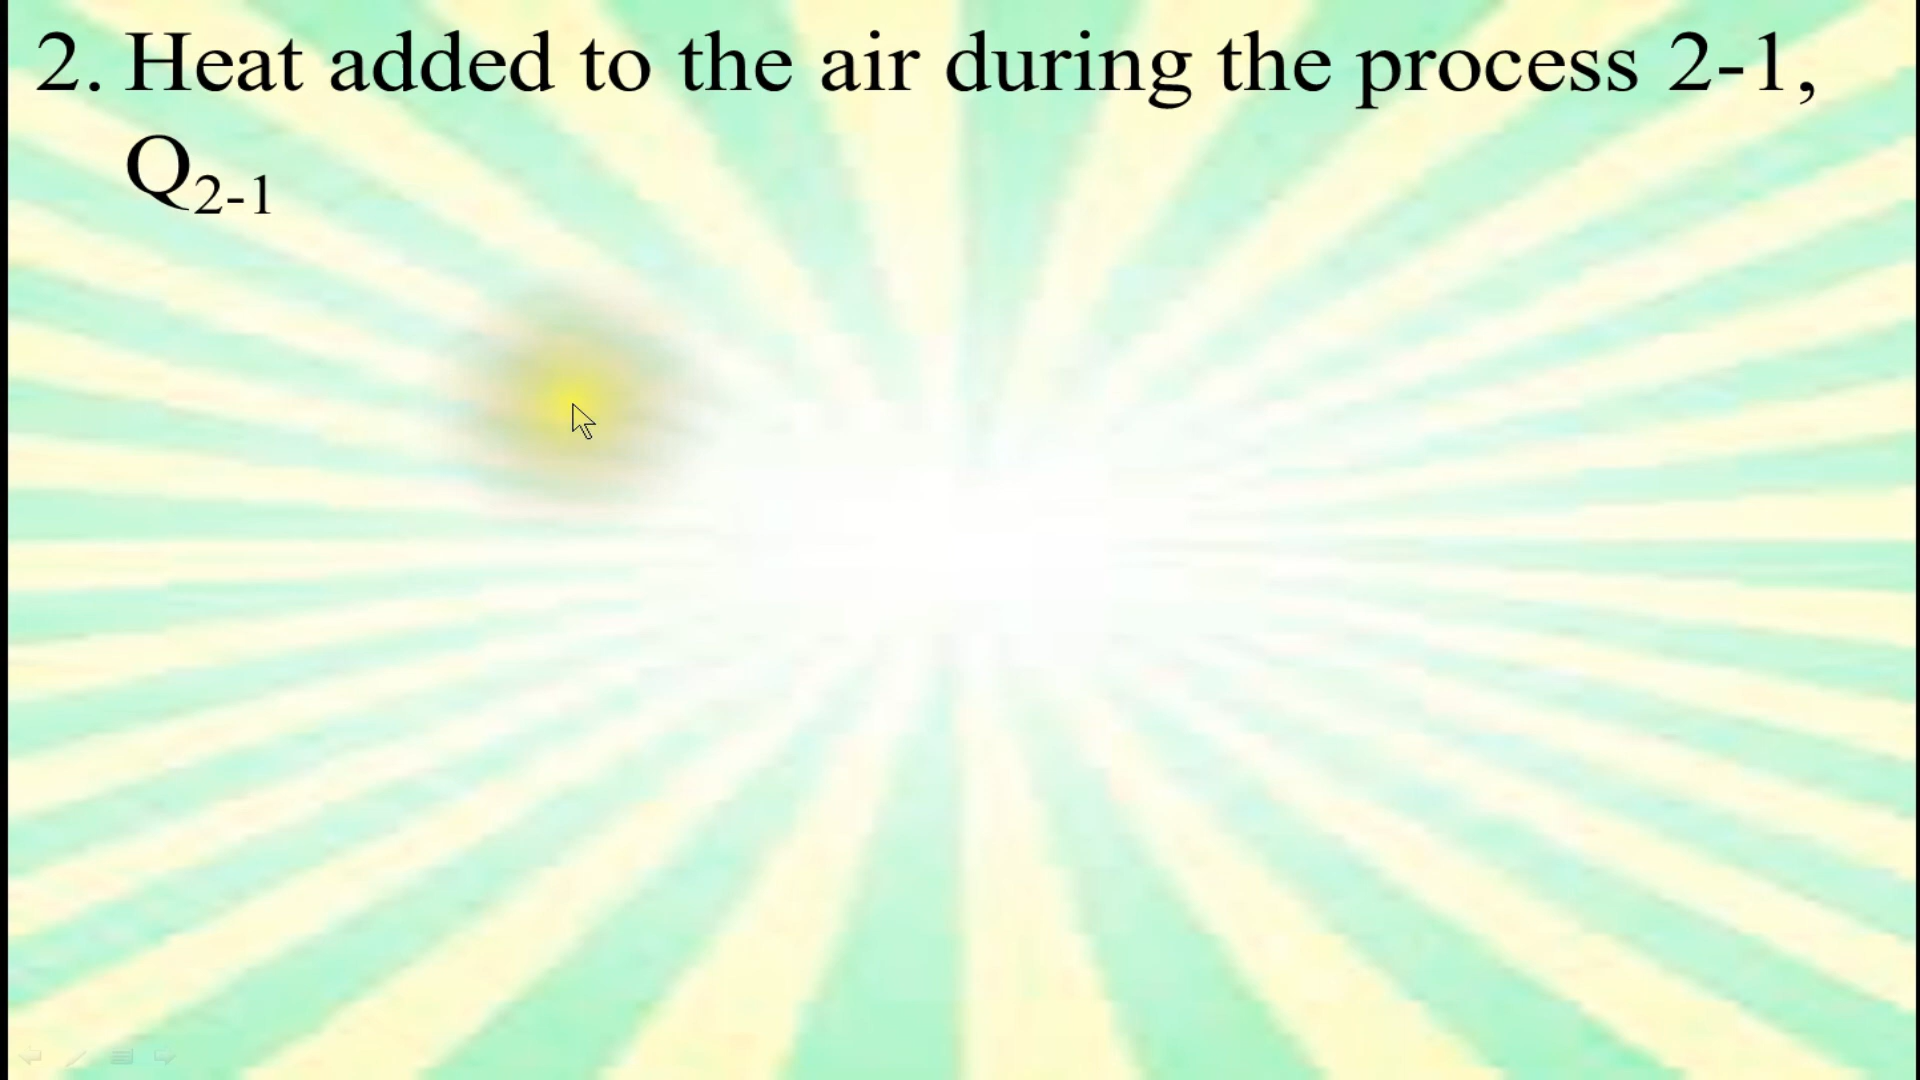 2. Heat added to the air during the process 2-1,
Q₂₋₁